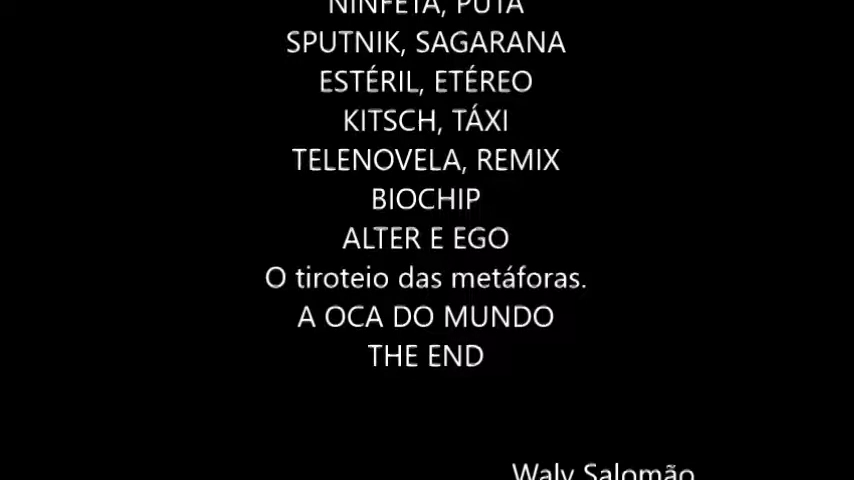 NINFETA, PUTA
SPUTNIK, SAGARANA
ESTÉRIL, ETÉREO
KITSCH, TÁXI
TELENOVELA, REMIX
BIOCHIP
ALTER E EGO
O tiroteio das metáforas.
A OCA DO MUNDO
THE END
Waly Salomão